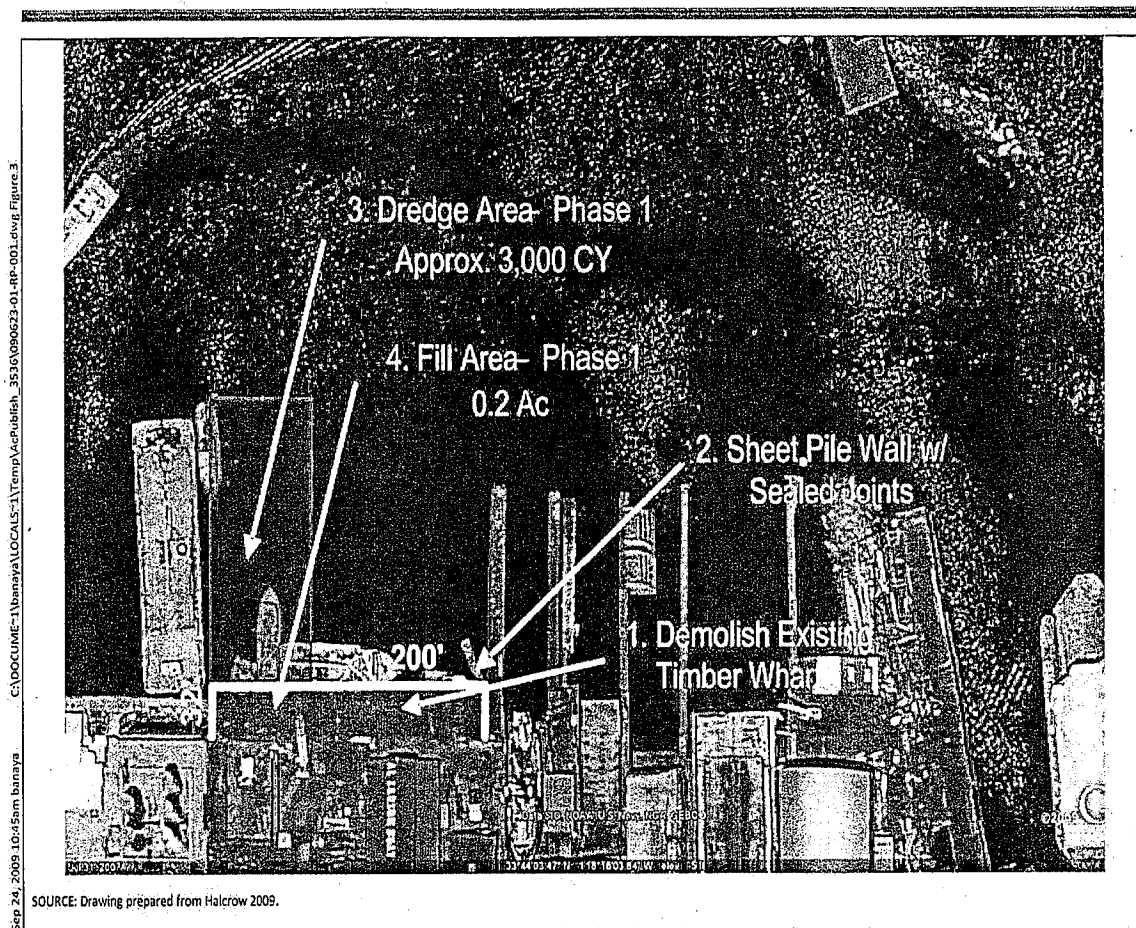 3. Dredge Area- Phase 1
Approx. 3,000 CY
4. Fill Area- Phase 1
0.2 Ac
2. Sheet Pile Wall w/
Sealed Joints
200'
1. Demolish Existing
Timber Wharf
SOURCE: Drawing prepared from Halcrow 2009.
Sep 24, 2009 10:45am banaya C:\DOCUME~1\banaya\LOCALS~1\Temp\AcPublish_3536\090623-01-RP-001.dwg Figure 3